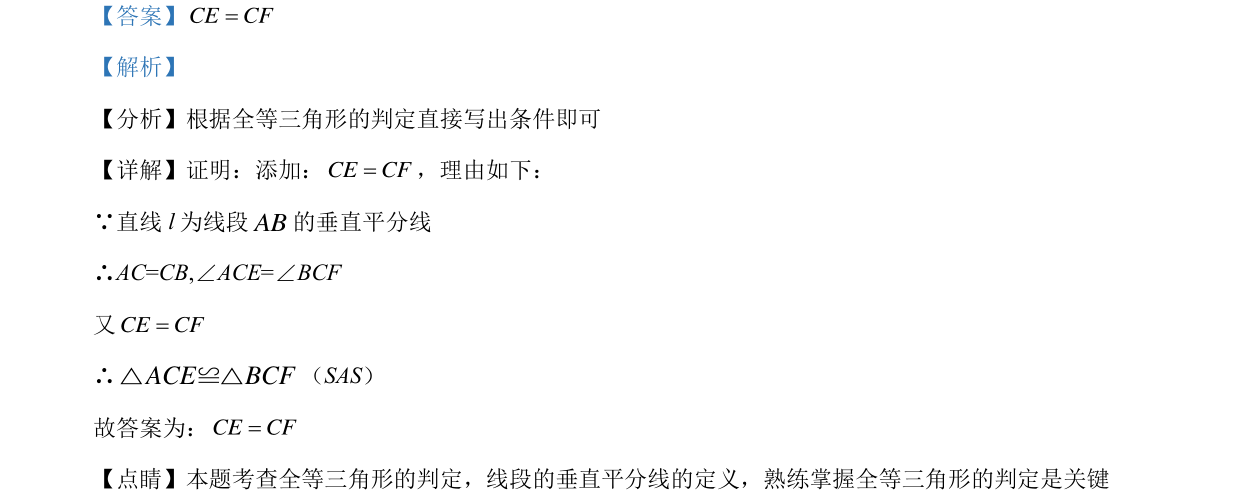 【答案】CE = CF
【解析】
【分析】根据全等三角形的判定直接写出条件即可
【详解】证明：添加：CE = CF，理由如下：
∵直线 l 为线段 AB 的垂直平分线
∴AC=CB,∠ACE=∠BCF
又 CE = CF
∴△ACE≌△BCF（SAS）
故答案为：CE = CF
【点睛】本题考查全等三角形的判定，线段的垂直平分线的定义，熟练掌握全等三角形的判定是关键